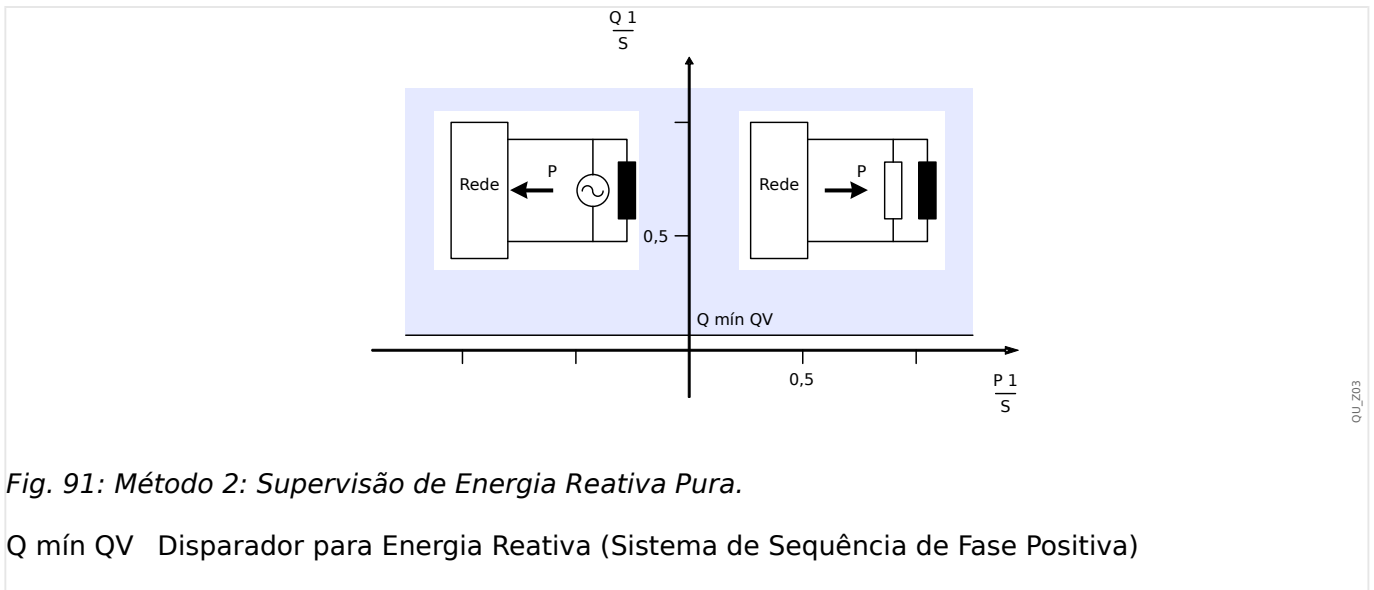 Q 1
S
Rede
P
Rede
P
0,5
Q mín QV
0,5
P 1
S
QU_Z03
Fig. 91: Método 2: Supervisão de Energia Reativa Pura.
Q mín QV Disparador para Energia Reativa (Sistema de Sequência de Fase Positiva)